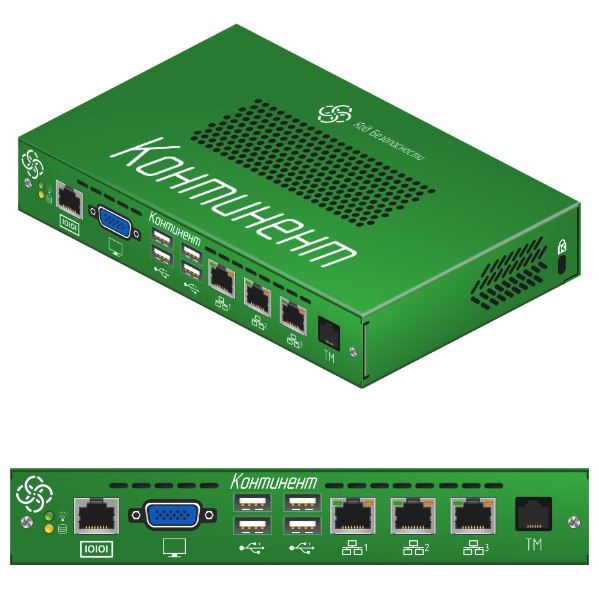 Код Безопасности
Континент
Континент
IOIOI
1
2
3
TM
K
Континент
IOIOI
1
2
3
TM